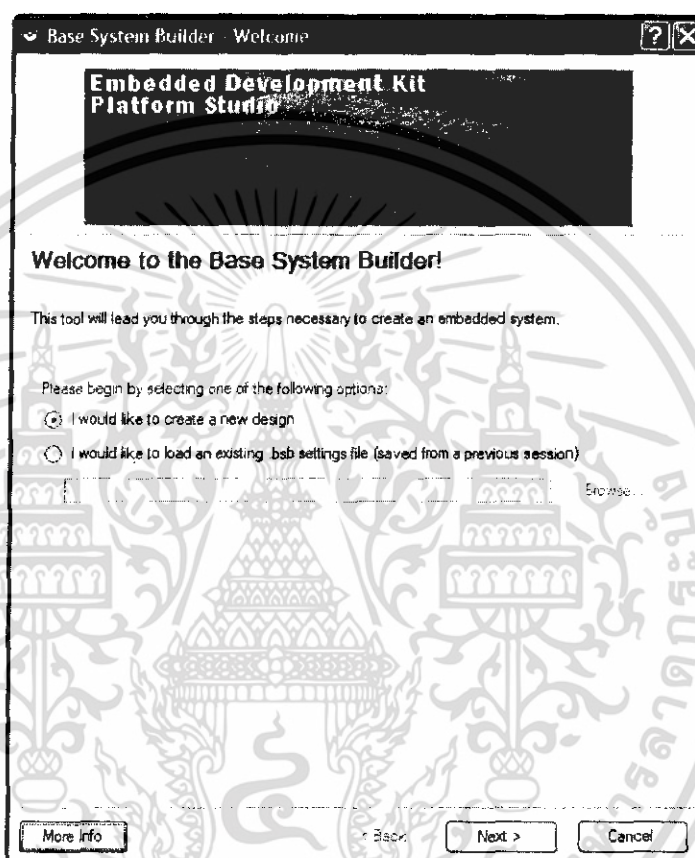 Base System Builder - Welcome
Embedded Development Kit
Platform Studio
Welcome to the Base System Builder!
This tool will lead you through the steps necessary to create an embedded system.
Please begin by selecting one of the following options:
I would like to create a new design
I would like to load an existing .bsb settings file (saved from a previous session)
Browse...
More Info
< Back
Next >
Cancel